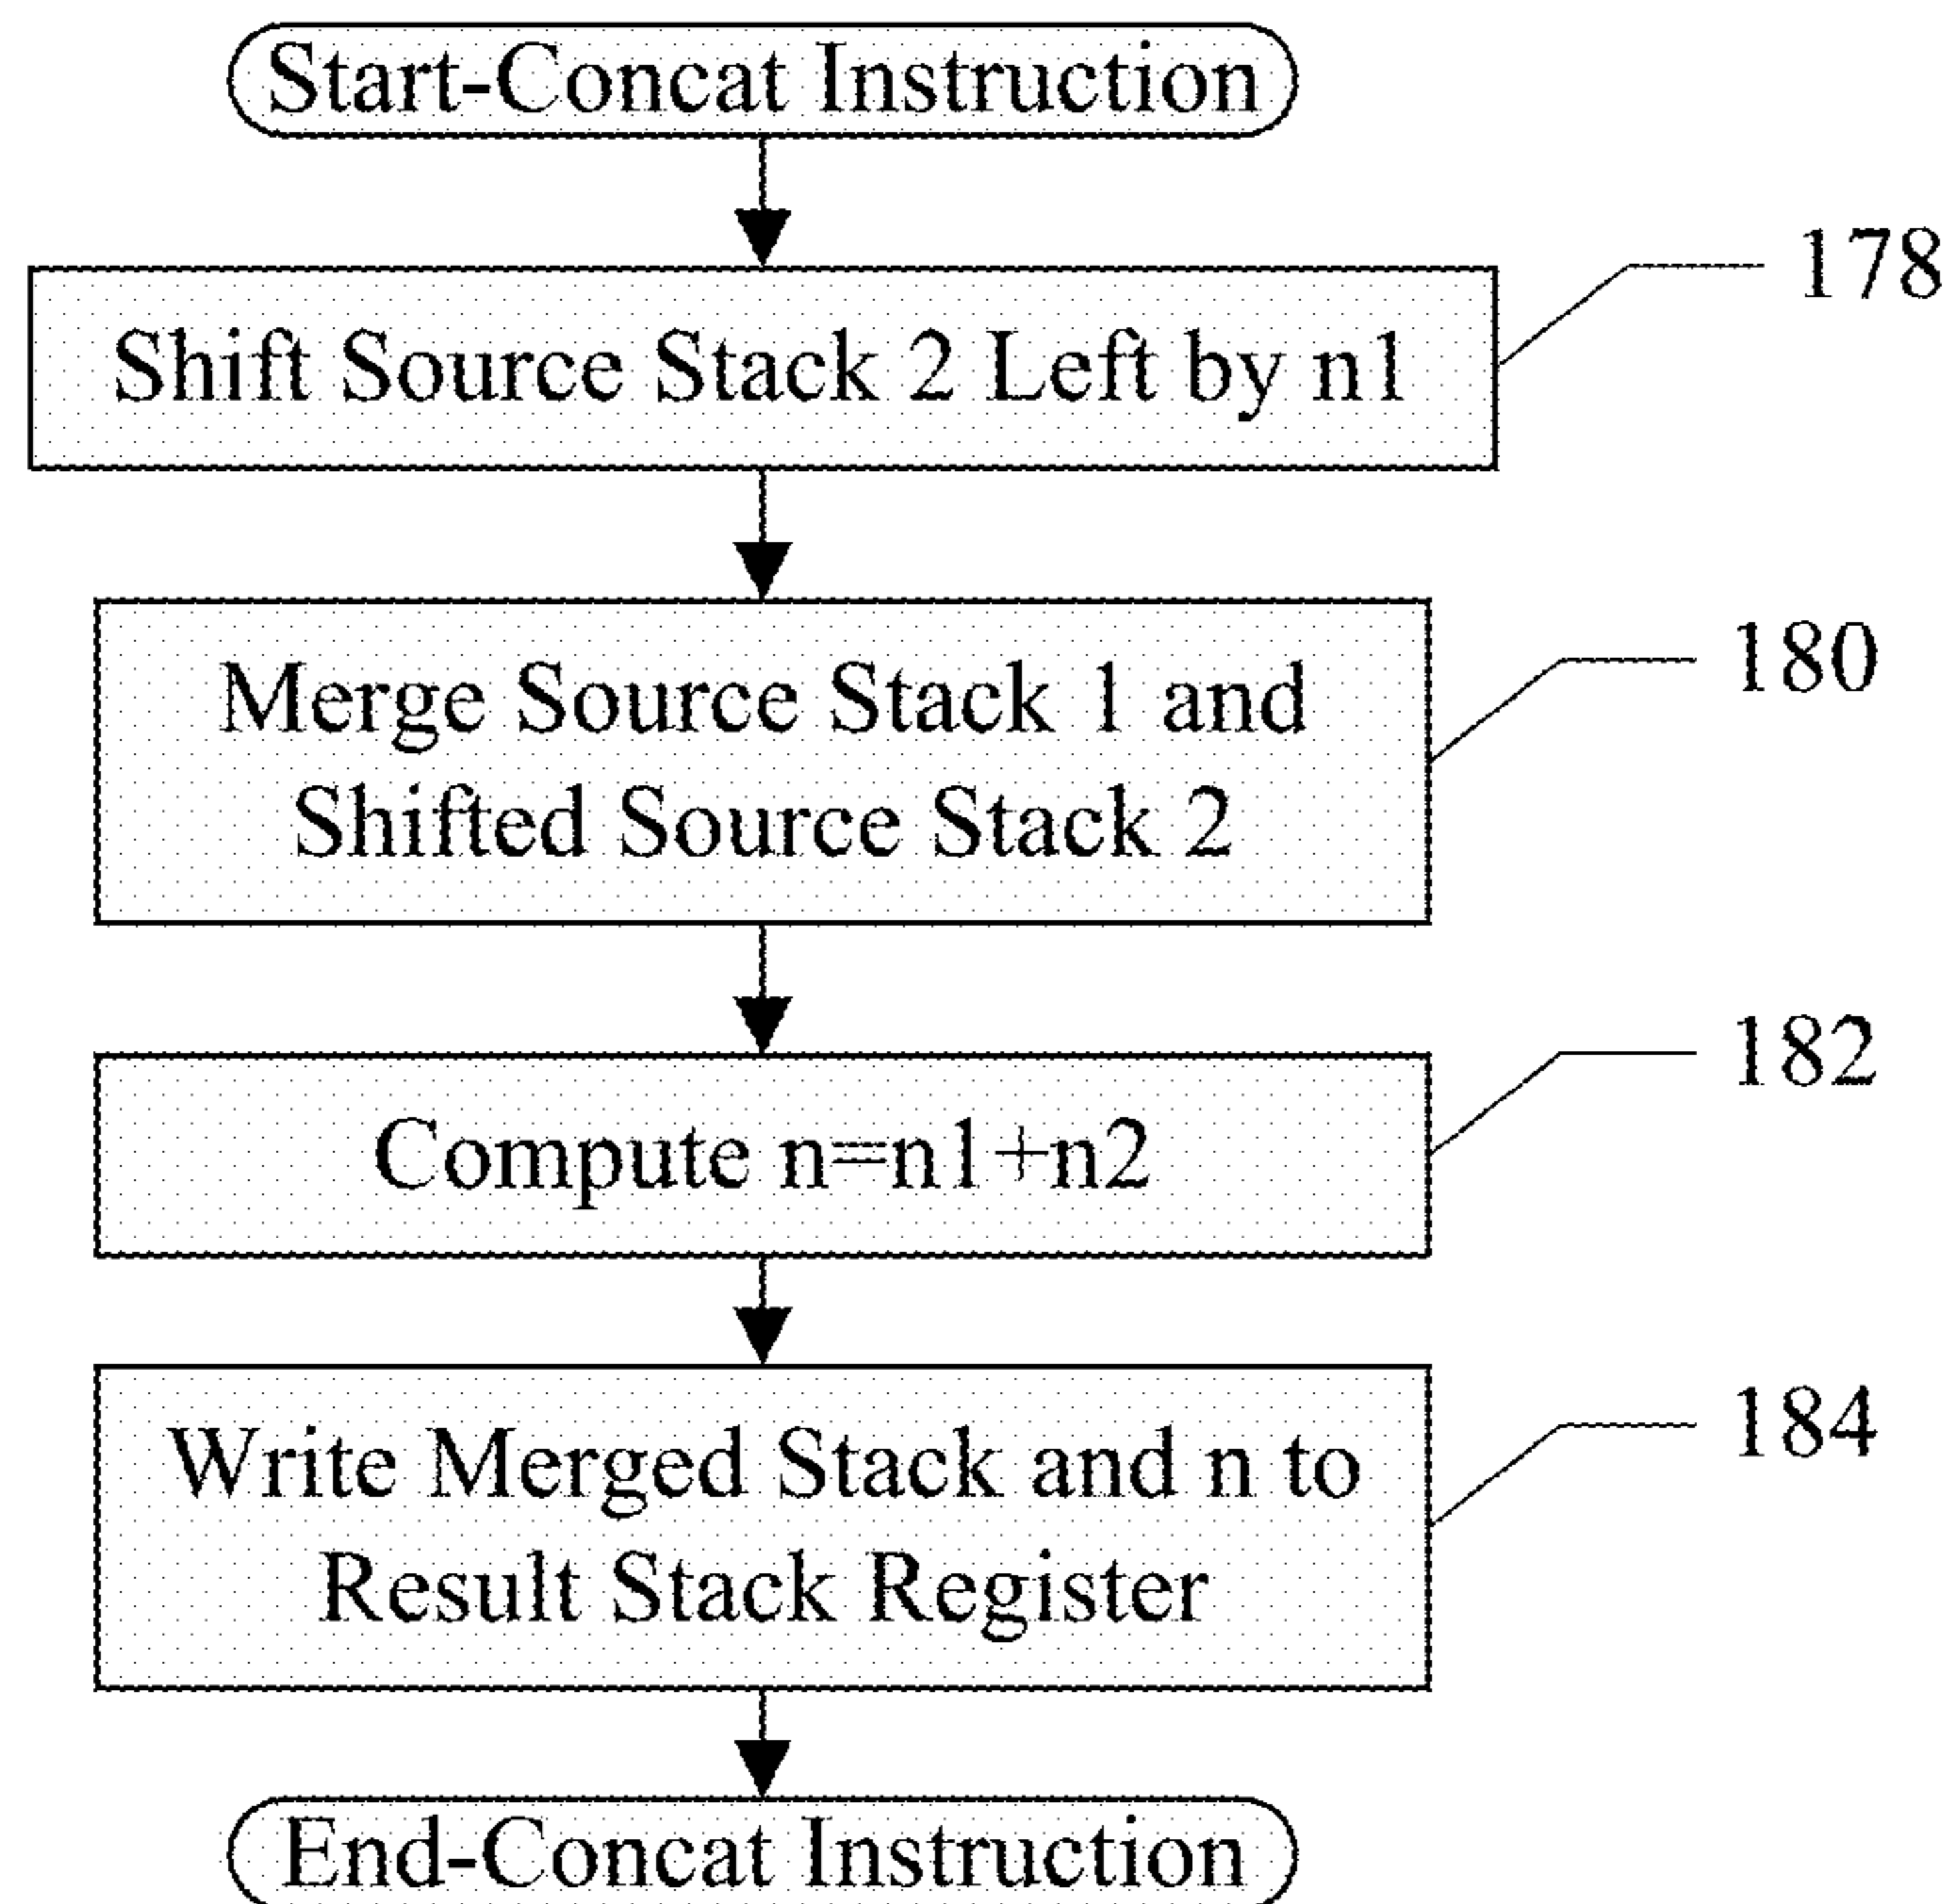 Start-Concat Instruction
178
Shift Source Stack 2 Left by n1
180
Merge Source Stack 1 and
Shifted Source Stack 2
182
Compute n=n1+n2
184
Write Merged Stack and n to
Result Stack Register
End-Concat Instruction